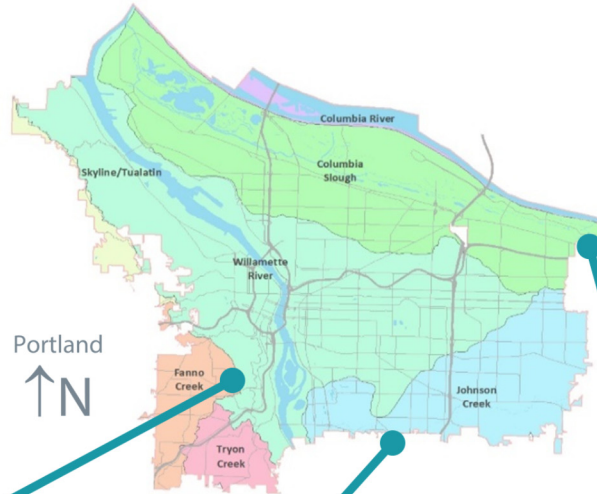 Columbia River
Columbia
Slough
Skyline/Tualatin
Willamette
River
Portland
↑N
Fanno
Creek
Johnson
Creek
Tryon
Creek